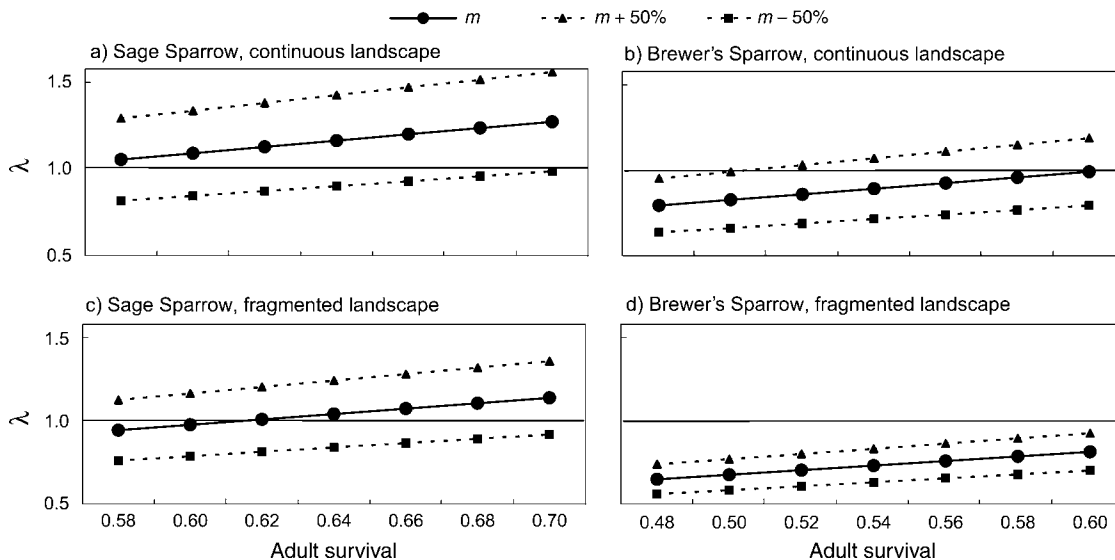 m m + 50% m – 50%
a) Sage Sparrow, continuous landscape
b) Brewer's Sparrow, continuous landscape
1.5
λ
1.0
0.5
c) Sage Sparrow, fragmented landscape
d) Brewer's Sparrow, fragmented landscape
1.5
λ
1.0
0.5
0.58 0.60 0.62 0.64 0.66 0.68 0.70
0.48 0.50 0.52 0.54 0.56 0.58 0.60
Adult survival
Adult survival